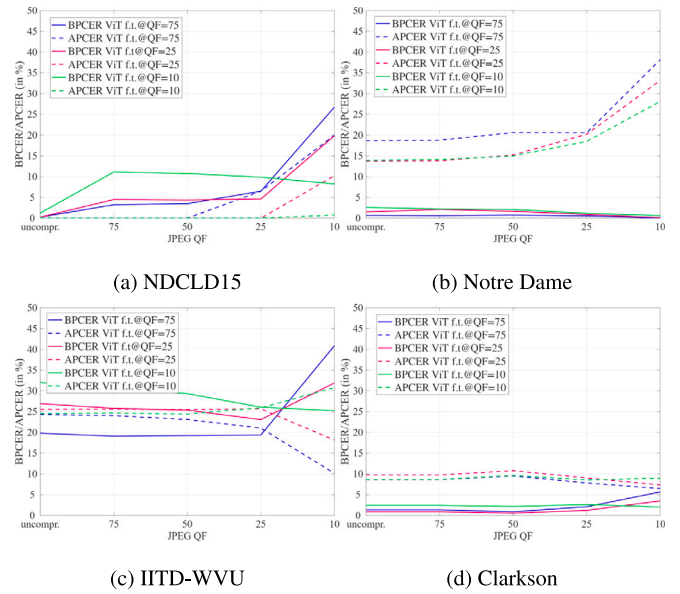 50
45
40
35
30
25
20
15
10
5
0
BPCER/APCER (in %)
BPCER ViT f.t.@QF=75
APCER ViT f.t.@QF=75
BPCER ViT f.t@QF=25
APCER ViT f.t.@QF=25
BPCER ViT f.t.@QF=10
APCER ViT f.t.@QF=10
uncompr. 75 50 25 10
JPEG QF
(a) NDCLD15
50
45
40
35
30
25
20
15
10
5
0
BPCER/APCER (in %)
BPCER ViT f.t.@QF=75
APCER ViT f.t.@QF=75
BPCER ViT f.t@QF=25
APCER ViT f.t.@QF=25
BPCER ViT f.t.@QF=10
APCER ViT f.t.@QF=10
uncompr. 75 50 25 10
JPEG QF
(b) Notre Dame
50
45
40
35
30
25
20
15
10
5
0
BPCER/APCER (in %)
BPCER ViT f.t.@QF=75
APCER ViT f.t.@QF=75
BPCER ViT f.t@QF=25
APCER ViT f.t.@QF=25
BPCER ViT f.t.@QF=10
APCER ViT f.t.@QF=10
uncompr. 75 50 25 10
JPEG QF
(c) IITD-WVU
50
45
40
35
30
25
20
15
10
5
0
BPCER/APCER (in %)
BPCER ViT f.t.@QF=75
APCER ViT f.t.@QF=75
BPCER ViT f.t@QF=25
APCER ViT f.t.@QF=25
BPCER ViT f.t.@QF=10
APCER ViT f.t.@QF=10
uncompr. 75 50 25 10
JPEG QF
(d) Clarkson